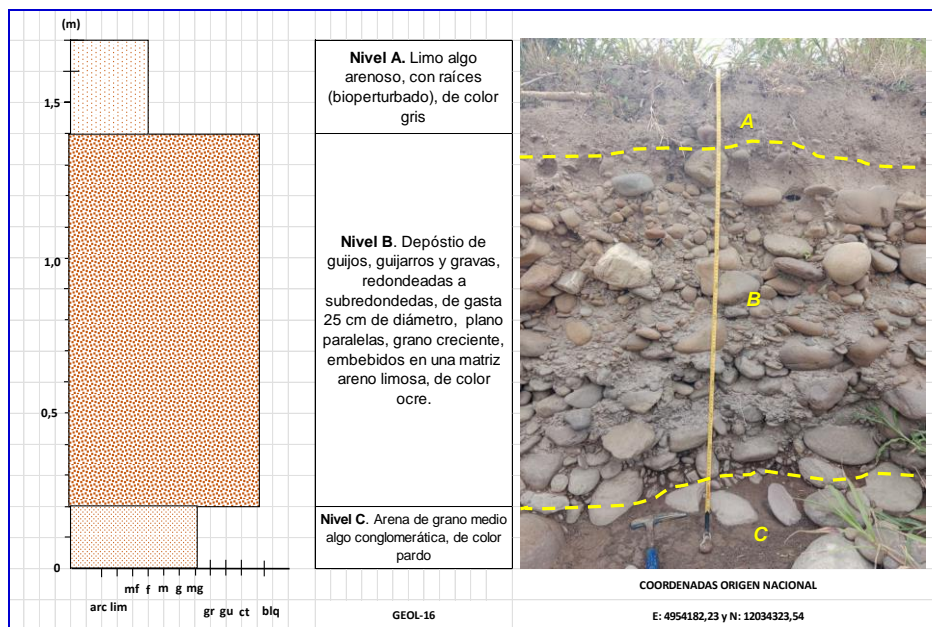 (m)
1,5
1,0
0,5
0
arc lim mf f m g mg gr gu ct blq
Nivel A. Limo algo
arenoso, con raíces
(bioperturbado), de color
gris
Nivel B. Depóstio de
guijos, guijarros y gravas,
redondeadas a
subredondedas, de gasta
25 cm de diámetro, plano
paralelas, grano creciente,
embebidos en una matriz
areno limosa, de color
ocre.
Nivel C. Arena de grano medio
algo conglomerática, de color
pardo
GEOL-16
A
B
C
COORDENADAS ORIGEN NACIONAL
E: 4954182,23 y N: 12034323,54